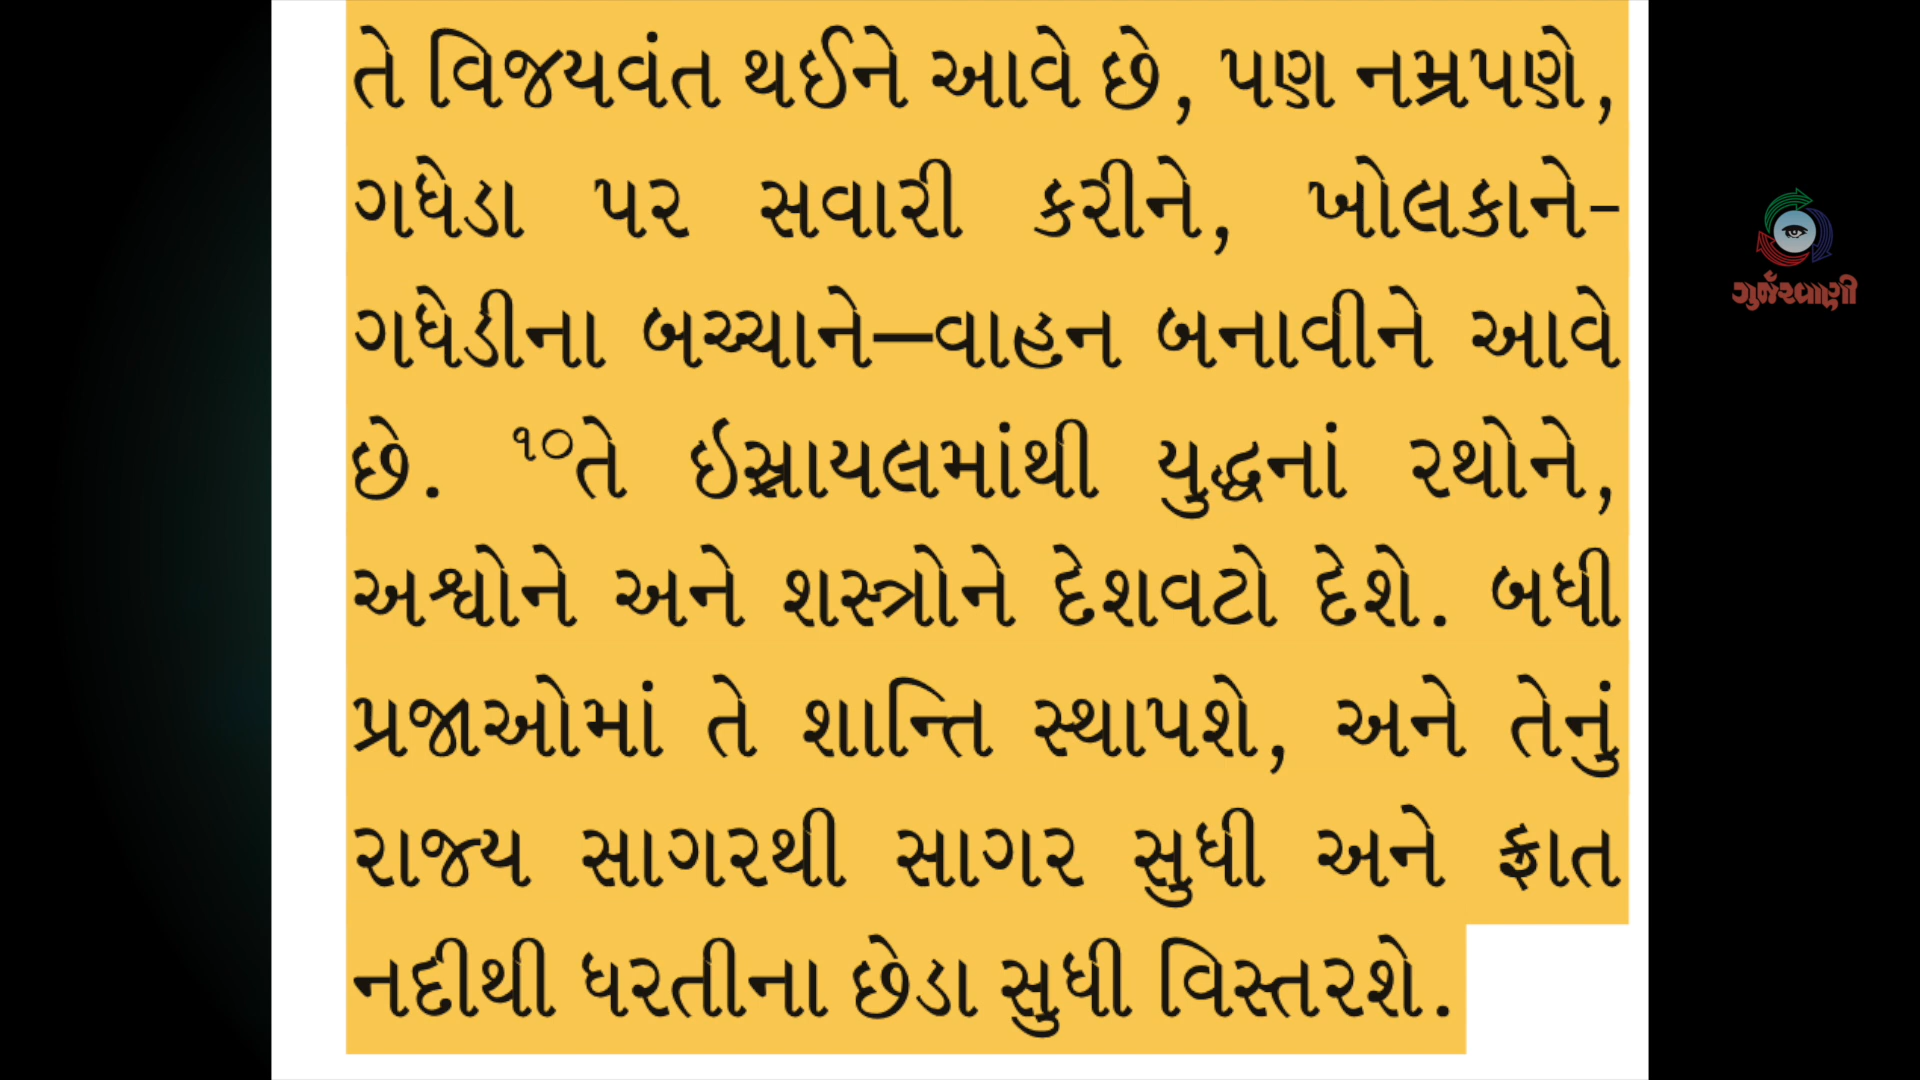 તે વિજયવંત થઈને આવે છે, પણ નમ્રપણે,
ગધેડા પર સવારી કરીને, ખોલકાને-
ગધેડીના બચ્ચાને—વાહન બનાવીને આવે
છે. ૧૦તે ઇસ્રાયલમાંથી યુદ્ધનાં રથોને,
અશ્વોને અને શસ્ત્રોને દેશવટો દેશે. બધી
પ્રજાઓમાં તે શાન્તિ સ્થાપશે, અને તેનું
રાજ્ય સાગરથી સાગર સુધી અને ફ્રાત
નદીથી ધરતીના છેડા સુધી વિસ્તરશે.
ગુર્જરવાણી